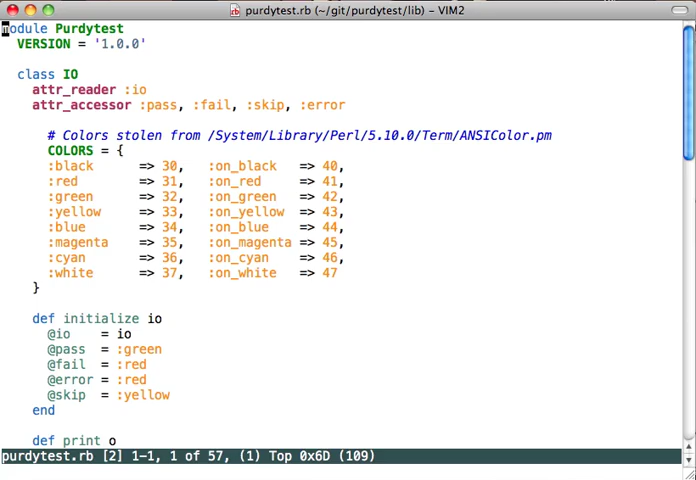 purdytest.rb (~/git/purdytest/lib) - VIM2
module Purdytest
VERSION = '1.0.0'
class IO
attr_reader :io
attr_accessor :pass, :fail, :skip, :error
# Colors stolen from /System/Library/Perl/5.10.0/Term/ANSIColor.pm
COLORS = {
:black => 30, :on_black => 40,
:red => 31, :on_red => 41,
:green => 32, :on_green => 42,
:yellow => 33, :on_yellow => 43,
:blue => 34, :on_blue => 44,
:magenta => 35, :on_magenta => 45,
:cyan => 36, :on_cyan => 46,
:white => 37, :on_white => 47
}
def initialize io
@io = io
@pass = :green
@fail = :red
@error = :red
@skip = :yellow
end
def print o
purdytest.rb [2] 1-1, 1 of 57, (1) Top 0x6D (109)